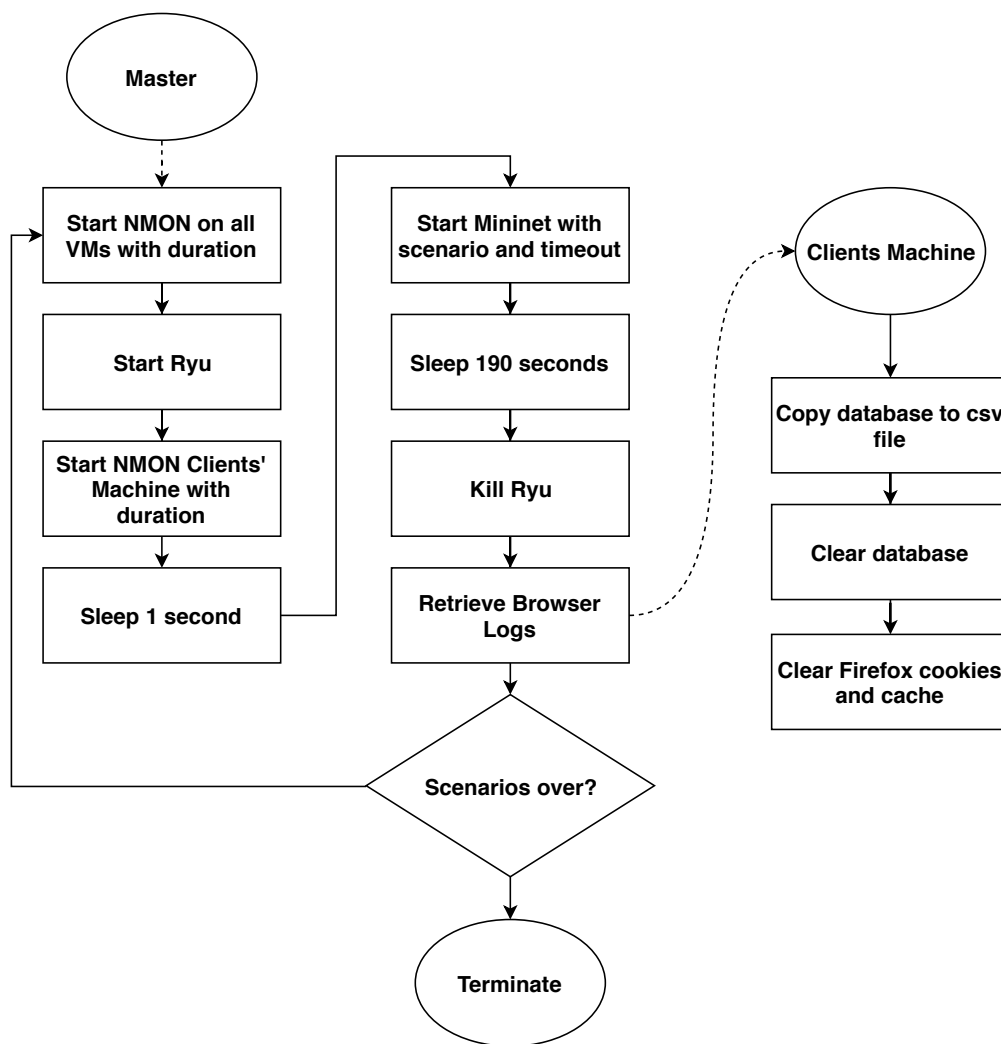 Master
Start NMON on all
VMs with duration
Start Ryu
Start NMON Clients'
Machine with
duration
Sleep 1 second
Start Mininet with
scenario and timeout
Sleep 190 seconds
Kill Ryu
Retrieve Browser
Logs
Scenarios over?
Terminate
Clients Machine
Copy database to csv
file
Clear database
Clear Firefox cookies
and cache